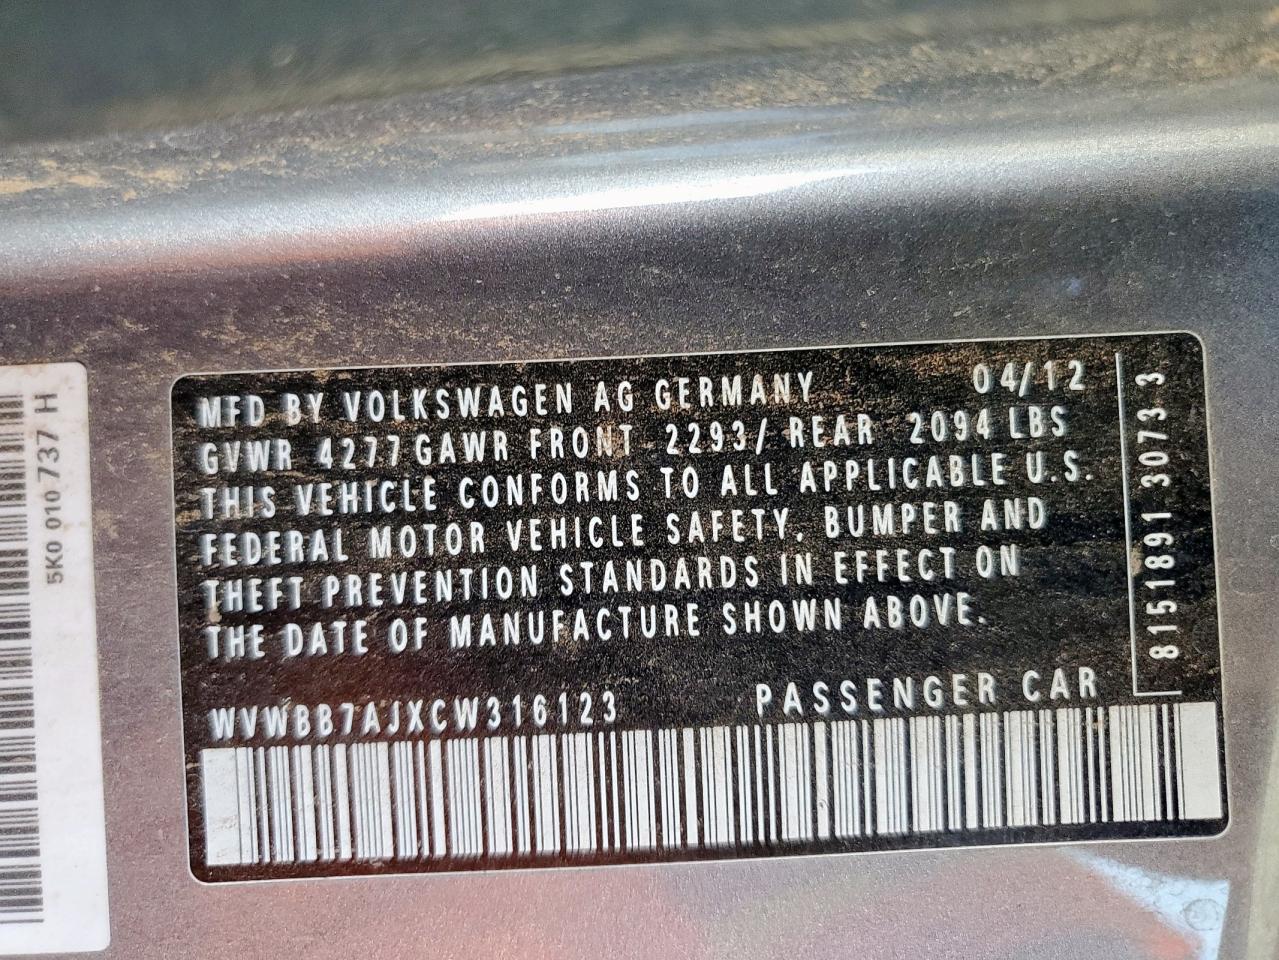 MFD BY VOLKSWAGEN AG GERMANY 04/12
GVWR 4277 GAWR FRONT 2293/ REAR 2094 LBS
THIS VEHICLE CONFORMS TO ALL APPLICABLE U.S.
FEDERAL MOTOR VEHICLE SAFETY, BUMPER AND
THEFT PREVENTION STANDARDS IN EFFECT ON
THE DATE OF MANUFACTURE SHOWN ABOVE.
WVWBB7AJXCW316123 PASSENGER CAR
8151891 3073 3
5K0 010 737 H